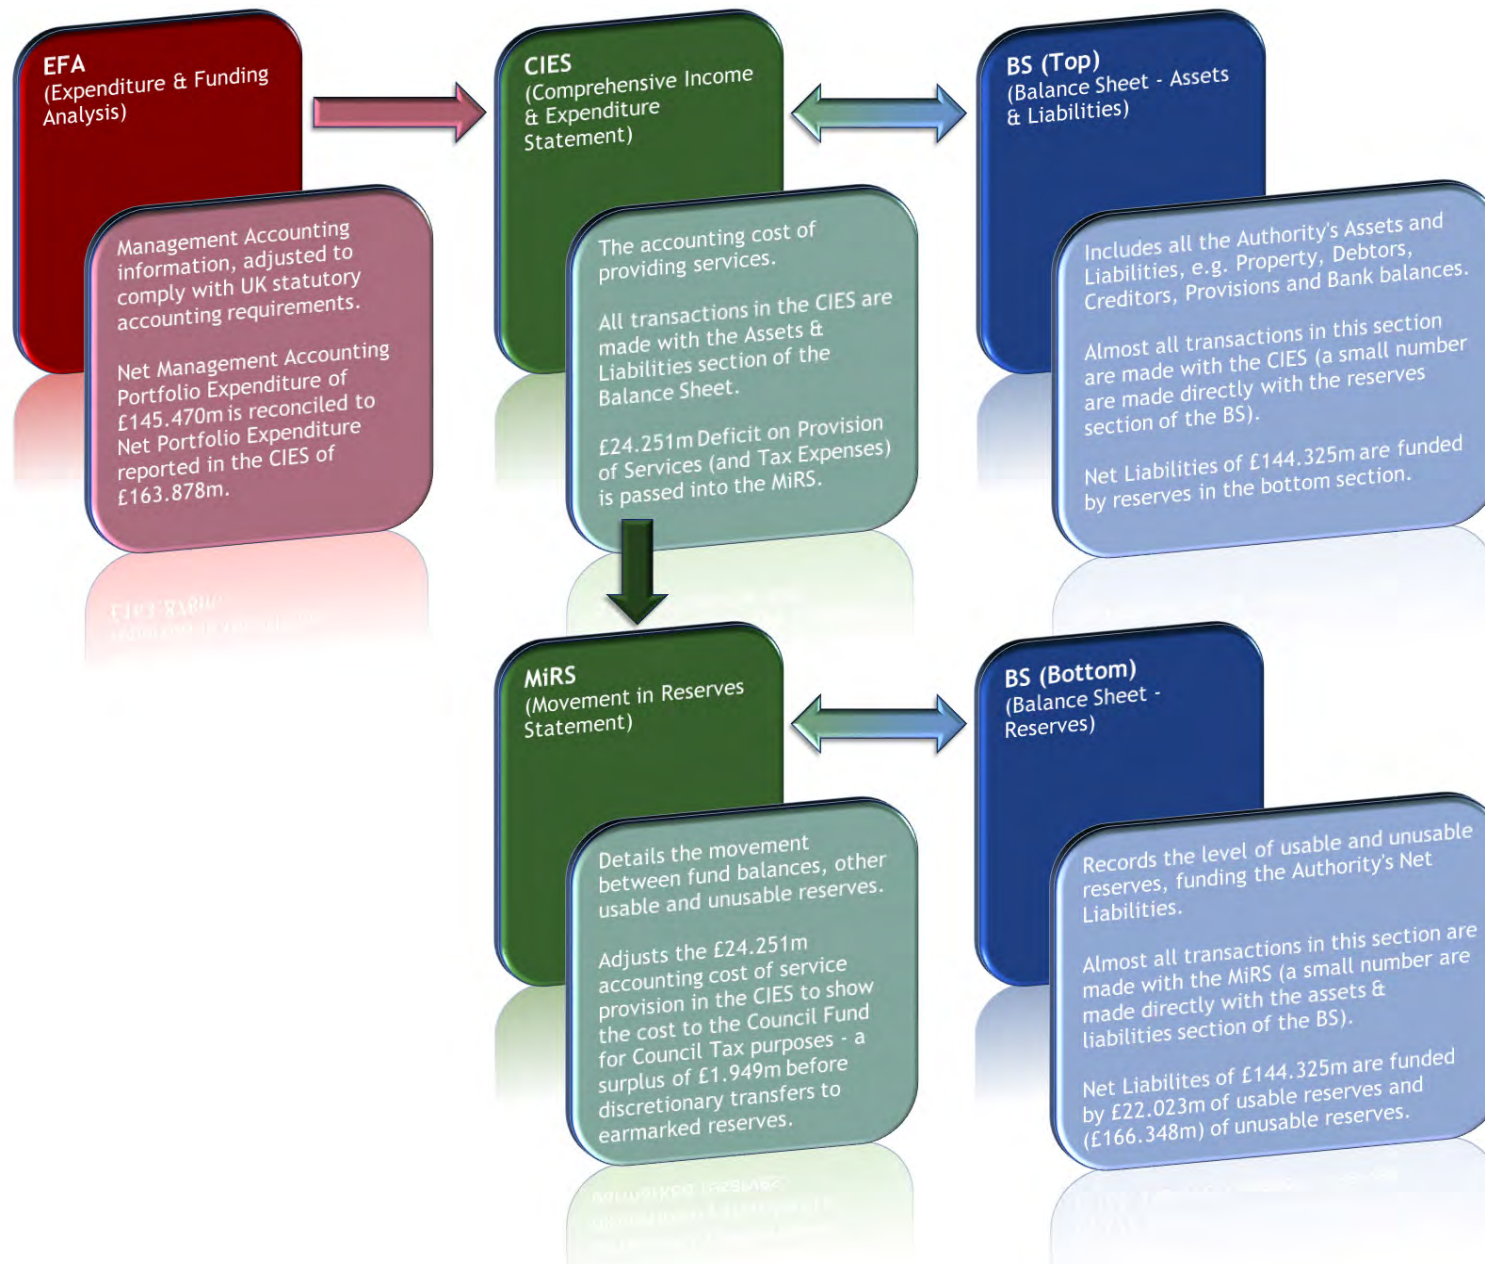 EFA
(Expenditure & Funding
Analysis)
Management Accounting
information, adjusted to
comply with UK statutory
accounting requirements.
Net Management Accounting
Portfolio Expenditure of
£145.470m is reconciled to
Net Portfolio Expenditure
reported in the CIES of
£163.878m.
CIES
(Comprehensive Income
& Expenditure
Statement)
The accounting cost of
providing services.
All transactions in the CIES are
made with the Assets &
Liabilities section of the
Balance Sheet.
£24.251m Deficit on Provision
of Services (and Tax Expenses)
is passed into the MiRS.
BS (Top)
(Balance Sheet - Assets
& Liabilities)
Includes all the Authority's Assets and
Liabilities, e.g. Property, Debtors,
Creditors, Provisions and Bank balances.
Almost all transactions in this section
are made with the CIES (a small number
are made directly with the reserves
section of the BS).
Net Liabilities of £144.325m are funded
by reserves in the bottom section.
MiRS
(Movement in Reserves
Statement)
Details the movement
between fund balances, other
usable and unusable reserves.
Adjusts the £24.251m
accounting cost of service
provision in the CIES to show
the cost to the Council Fund
for Council Tax purposes - a
surplus of £1.949m before
discretionary transfers to
earmarked reserves.
BS (Bottom)
(Balance Sheet -
Reserves)
Records the level of usable and unusable
reserves, funding the Authority's Net
Liabilities.
Almost all transactions in this section are
made with the MiRS (a small number are
made directly with the assets &
liabilities section of the BS).
Net Liabilites of £144.325m are funded
by £22.023m of usable reserves and
(£166.348m) of unusable reserves.